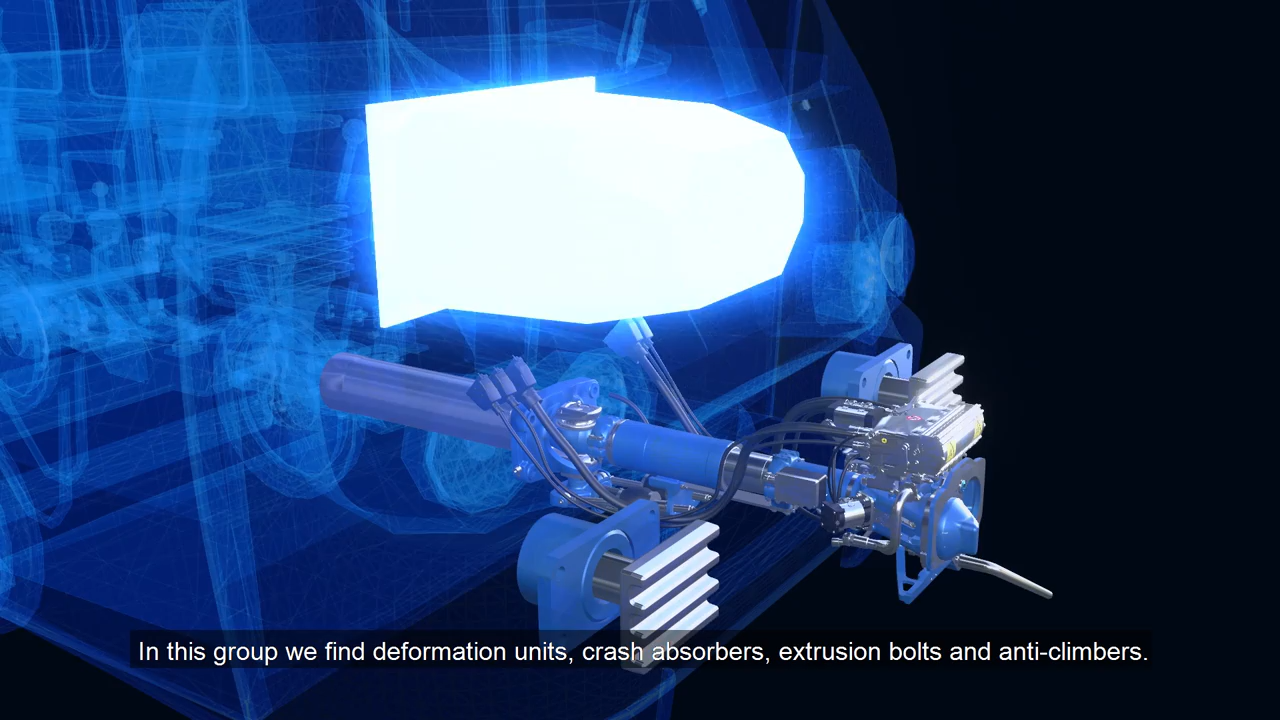 In this group we find deformation units, crash absorbers, extrusion bolts and anti-climbers.